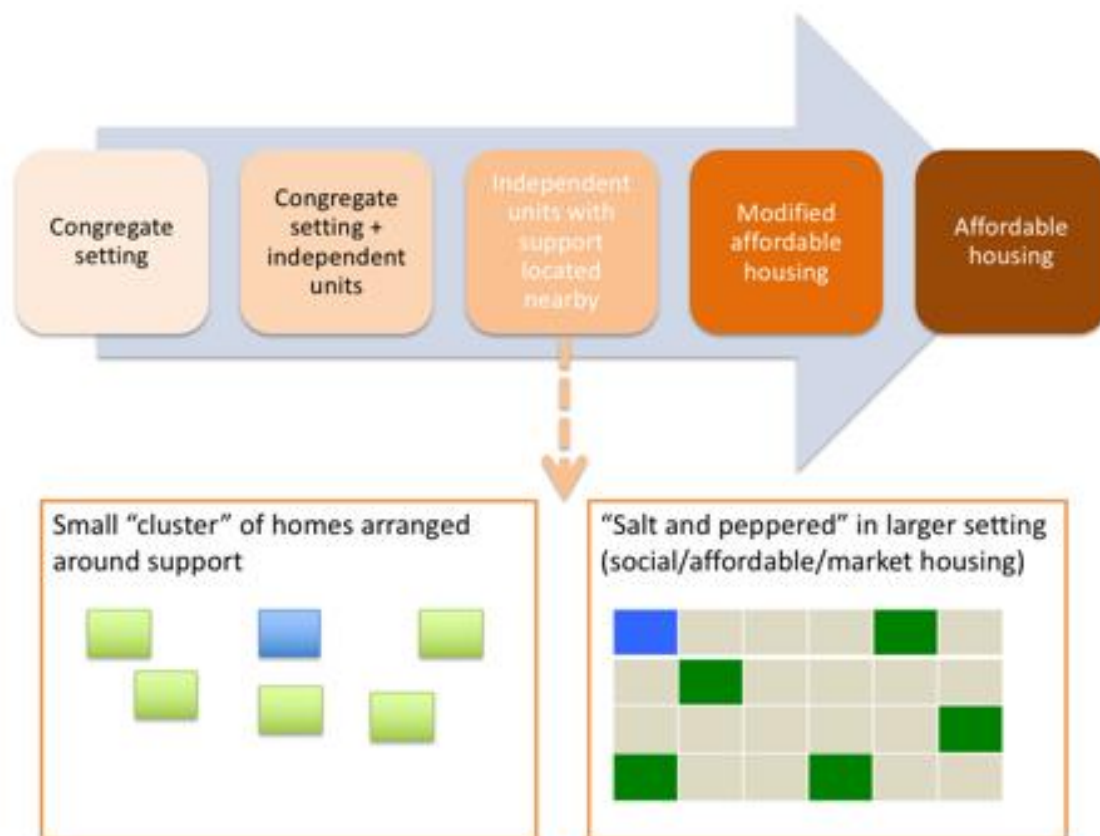 Congregate
setting
Congregate
setting +
independent
units
Independent
units with
support
located
nearby
Modified
affordable
housing
Affordable
housing
Small “cluster” of homes arranged
around support
“Salt and peppered” in larger setting
(social/affordable/market housing)